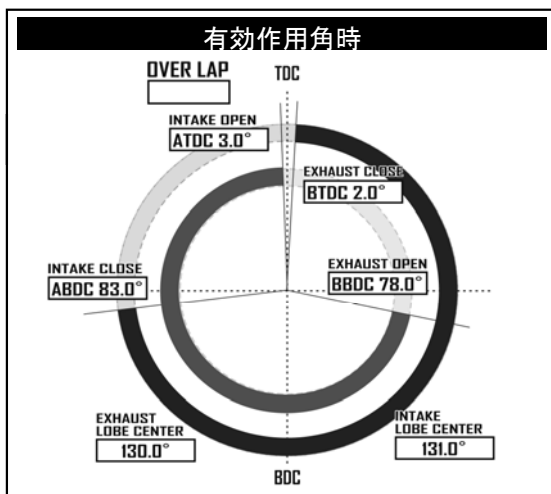 有効作用角時
OVER LAP
TDC
INTAKE OPEN
ATDC 3.0°
EXHAUST CLOSE
BTDC 2.0°
INTAKE CLOSE
ABDC 83.0°
EXHAUST OPEN
BBDC 78.0°
EXHAUST
LOBE CENTER
130.0°
INTAKE
LOBE CENTER
131.0°
BDC